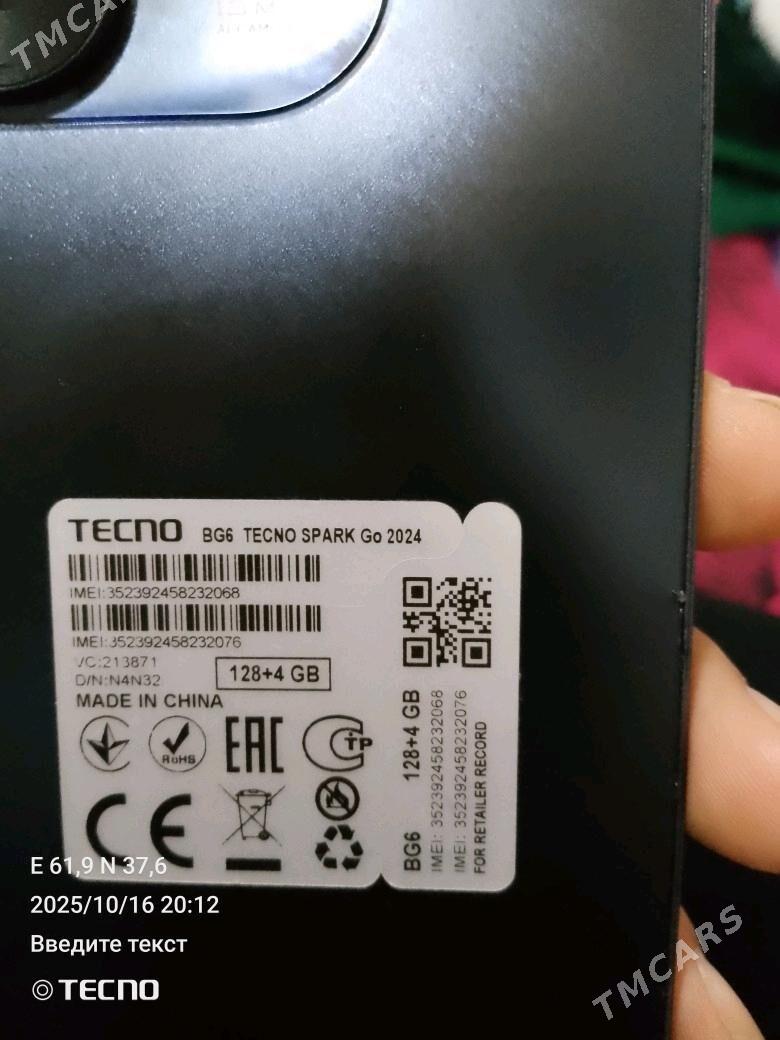 TMCARS
TECNO BG6 TECNO SPARK Go 2024
IMEI:352392458232068
IMEI:352392458232076
VC:213871
D/N:N4N32
128+4 GB
MADE IN CHINA
RoHS
EAC
TP
CE
BG6 128+4 GB
IMEI: 352392458232068
IMEI: 352392458232076
FOR RETAILER RECORD
E 61,9 N 37,6
2025/10/16 20:12
Введите текст
TECNO
TMCARS